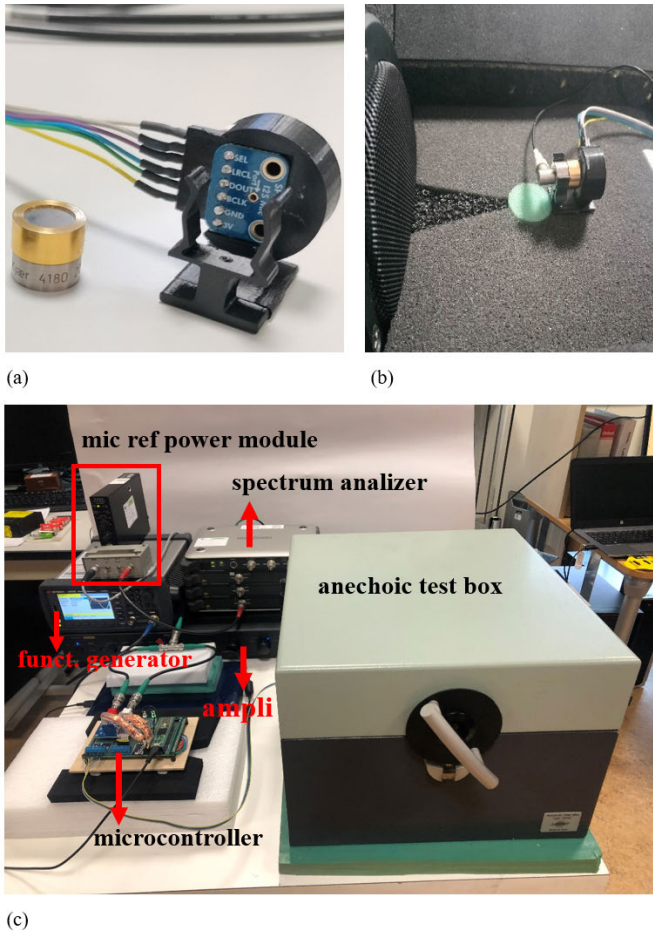 SEL
LRCL
DOUT
BCLK
GND
3V
4180
(a)
(b)
mic ref power module
spectrum analizer
anechoic test box
funct. generator
ampli
microcontroller
(c)